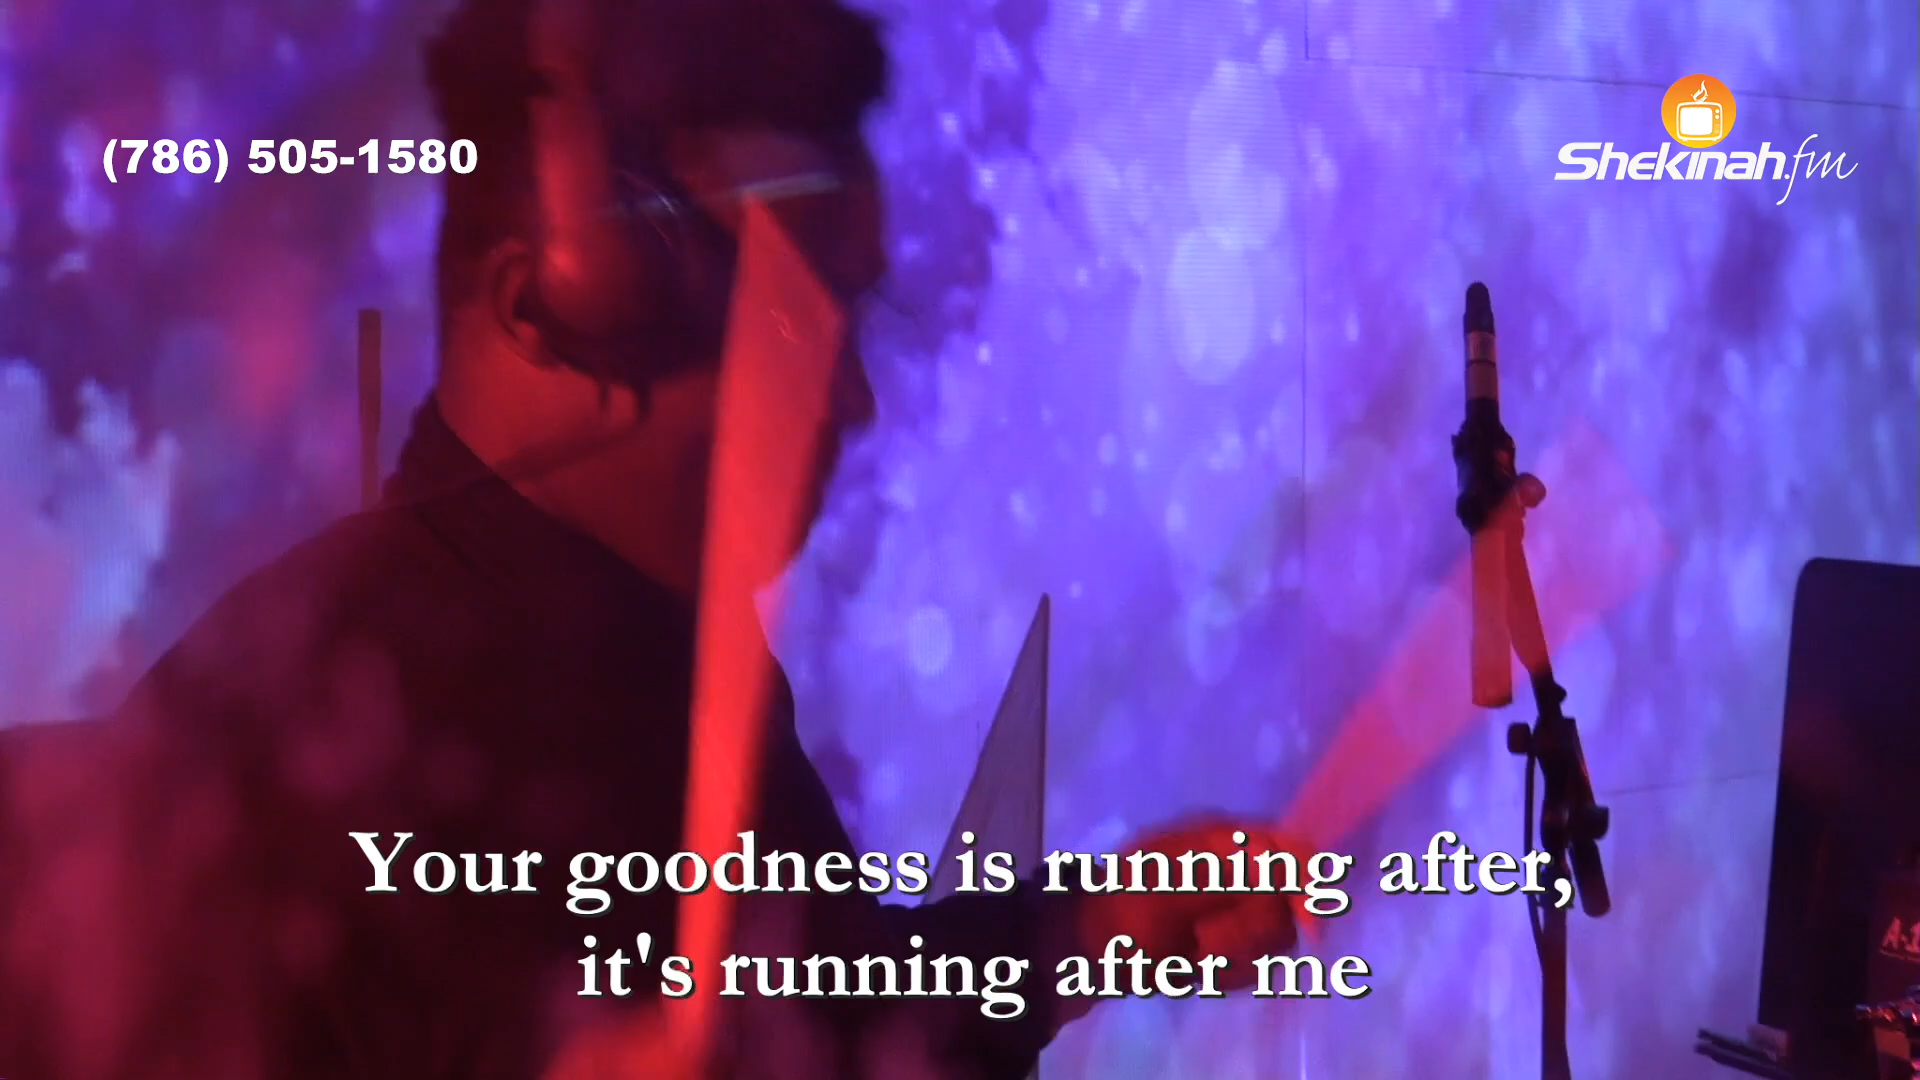 (786) 505-1580
Shekinah.fm
Your goodness is running after,
it's running after me